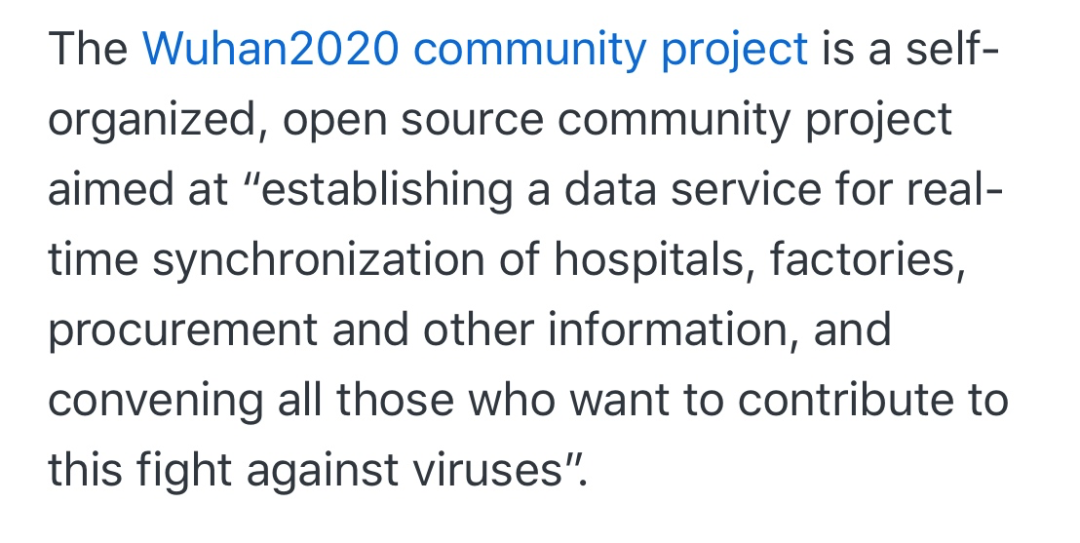 The Wuhan2020 community project is a self-
organized, open source community project
aimed at “establishing a data service for real-
time synchronization of hospitals, factories,
procurement and other information, and
convening all those who want to contribute to
this fight against viruses”.